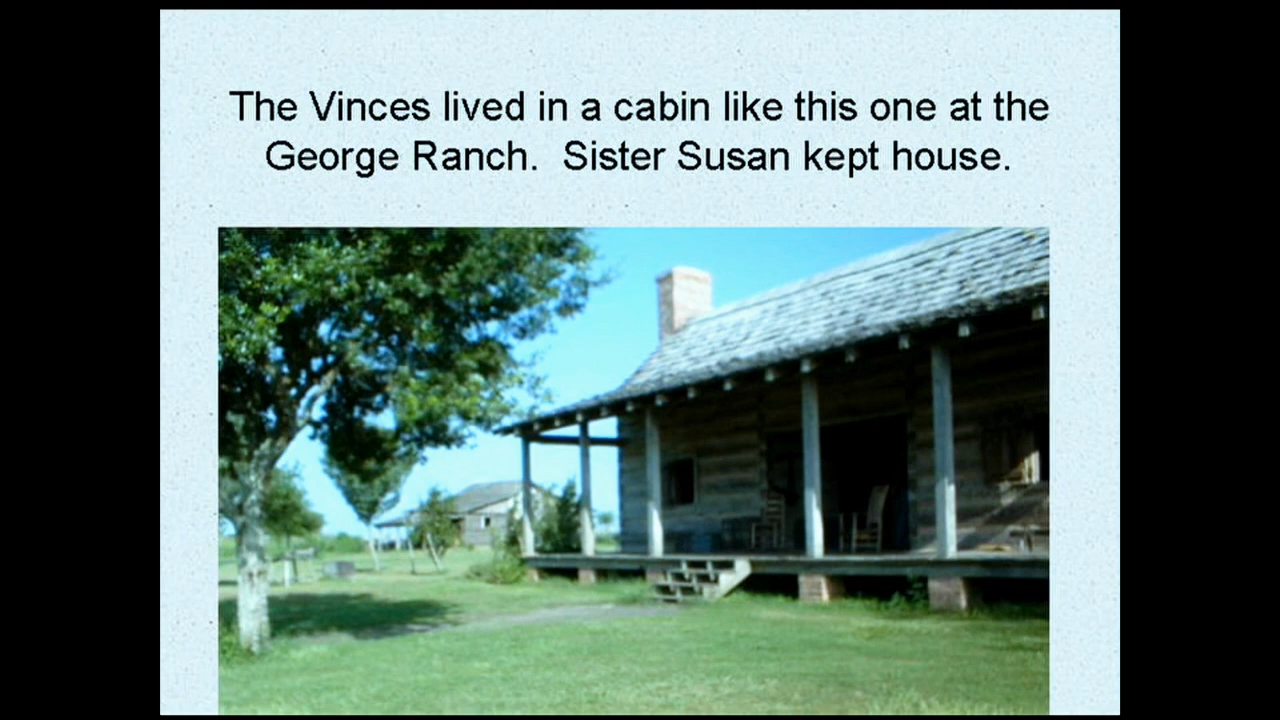 The Vinces lived in a cabin like this one at the
George Ranch.  Sister Susan kept house.